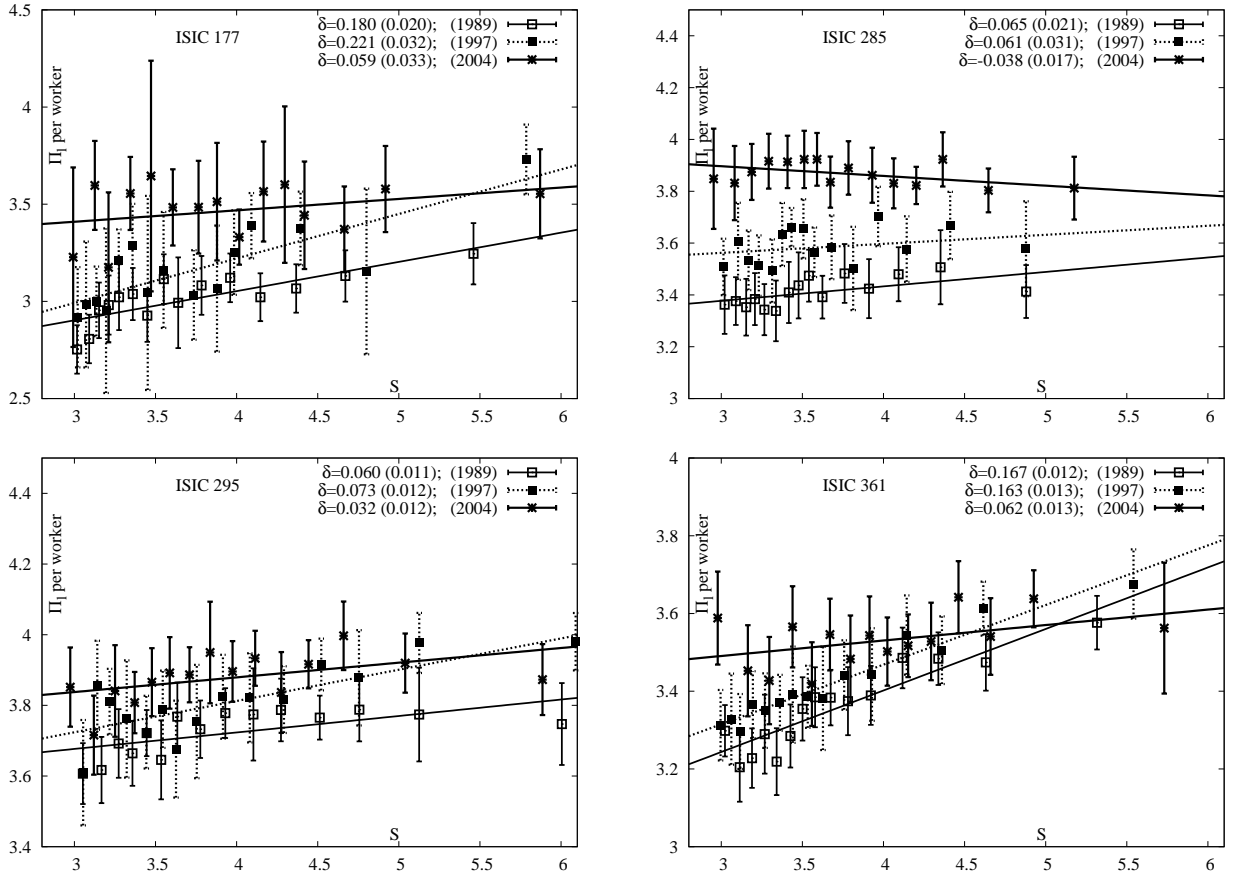 4.5
4
3.5
3
2.5
3 3.5 4 4.5 5 5.5 6
Π1 per worker
S
ISIC 177
δ=0.180 (0.020); (1989)
δ=0.221 (0.032); (1997)
δ=0.059 (0.033); (2004)
4.4
4.2
4
3.8
3.6
3.4
3.2
3
3 3.5 4 4.5 5 5.5 6
Π1 per worker
S
ISIC 285
δ=0.065 (0.021); (1989)
δ=0.061 (0.031); (1997)
δ=-0.038 (0.017); (2004)
4.4
4.2
4
3.8
3.6
3.4
3 3.5 4 4.5 5 5.5 6
Π1 per worker
S
ISIC 295
δ=0.060 (0.011); (1989)
δ=0.073 (0.012); (1997)
δ=0.032 (0.012); (2004)
4
3.8
3.6
3.4
3.2
3
3 3.5 4 4.5 5 5.5 6
Π1 per worker
S
ISIC 361
δ=0.167 (0.012); (1989)
δ=0.163 (0.013); (1997)
δ=0.062 (0.013); (2004)